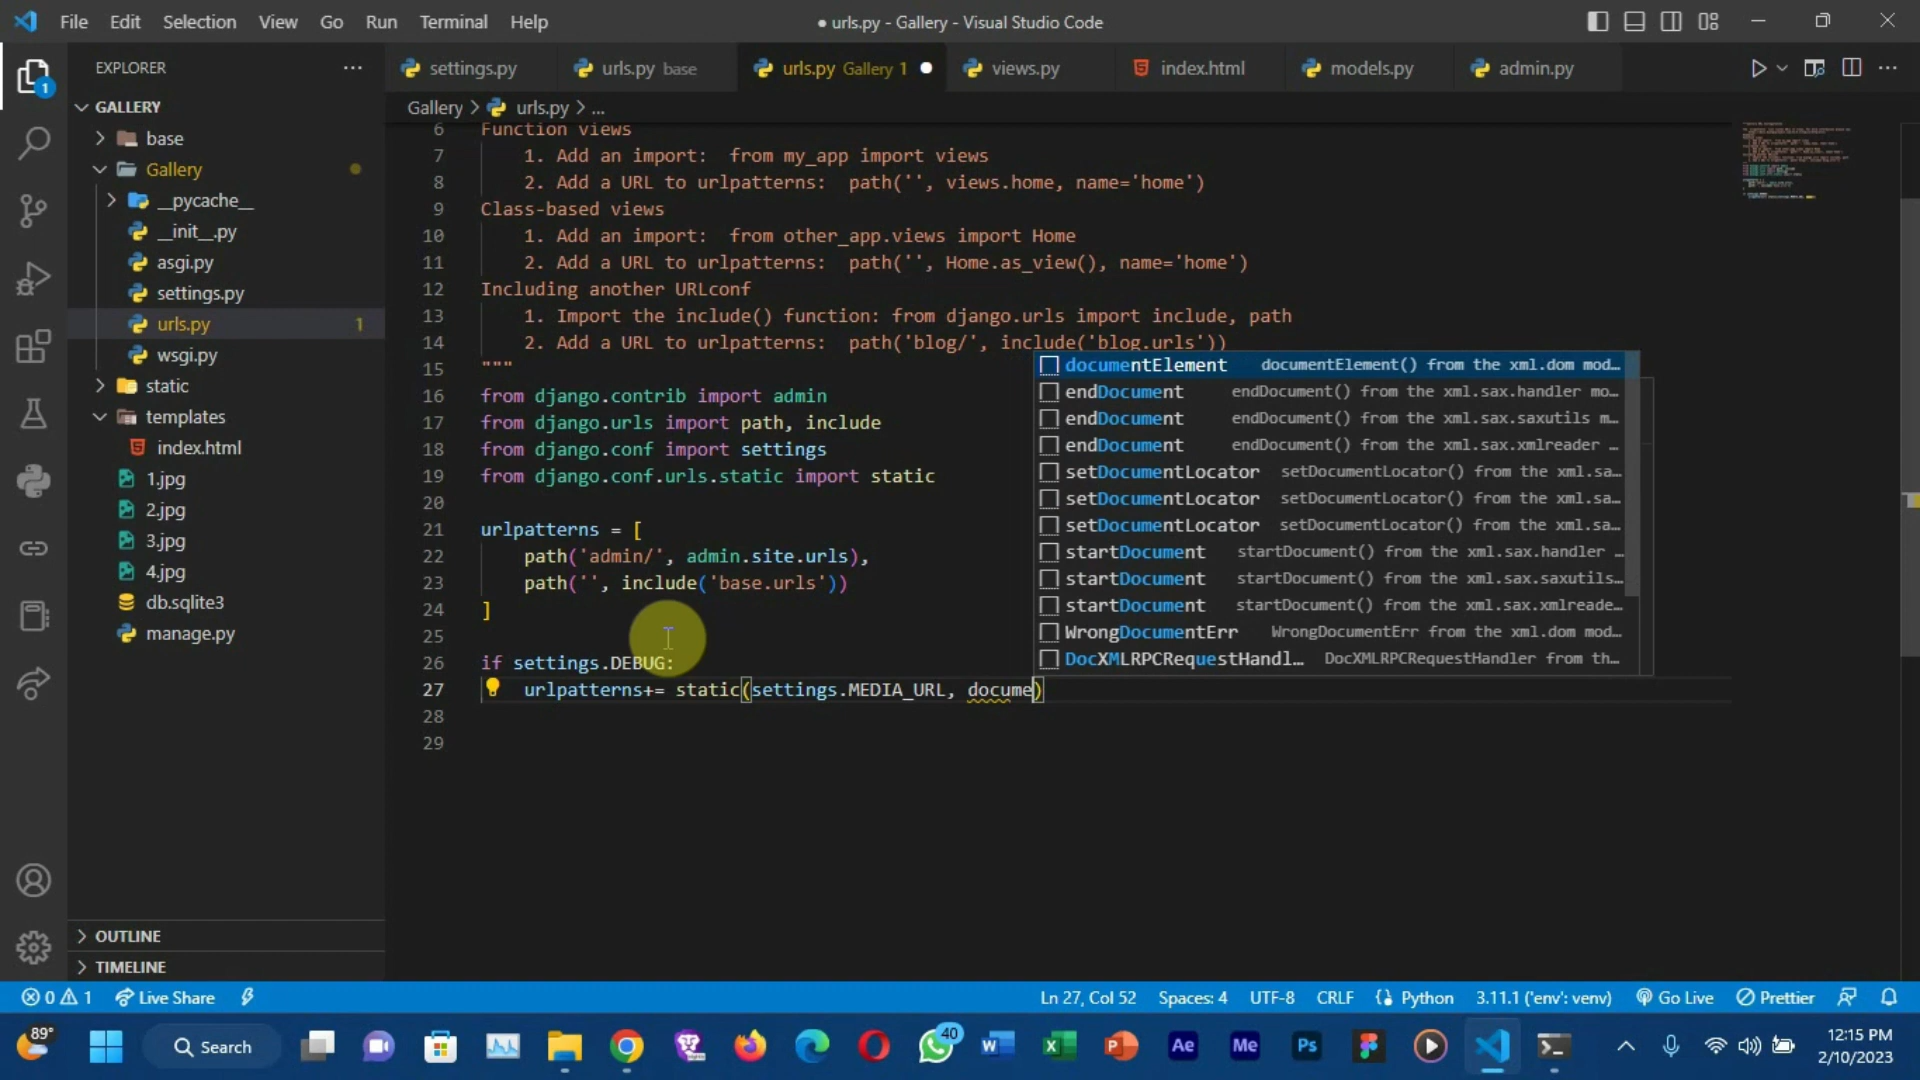 File Edit Selection View Go Run Terminal Help
● urls.py - Gallery - Visual Studio Code
EXPLORER ...
settings.py
urls.py base
urls.py Gallery 1
views.py
index.html
models.py
admin.py
GALLERY
Gallery > urls.py > ...
base
Gallery
__pycache__
__init__.py
asgi.py
settings.py
urls.py 1
wsgi.py
static
templates
index.html
1.jpg
2.jpg
3.jpg
4.jpg
db.sqlite3
manage.py
OUTLINE
TIMELINE
6 Function views
7 1. Add an import: from my_app import views
8 2. Add a URL to urlpatterns: path('', views.home, name='home')
9 Class-based views
10 1. Add an import: from other_app.views import Home
11 2. Add a URL to urlpatterns: path('', Home.as_view(), name='home')
12 Including another URLconf
13 1. Import the include() function: from django.urls import include, path
14 2. Add a URL to urlpatterns: path('blog/', include('blog.urls'))
15 """
16 from django.contrib import admin
17 from django.urls import path, include
18 from django.conf import settings
19 from django.conf.urls.static import static
20
21 urlpatterns = [
22 path('admin/', admin.site.urls),
23 path('', include('base.urls'))
24 ]
25
26 if settings.DEBUG:
27 urlpatterns+= static(settings.MEDIA_URL, docume)
28
29
documentElement documentElement() from the xml.dom mod...
endDocument endDocument() from the xml.sax.handler mo...
endDocument endDocument() from the xml.sax.saxutils m...
endDocument endDocument() from the xml.sax.xmlreader ...
setDocumentLocator setDocumentLocator() from the xml.sa...
setDocumentLocator setDocumentLocator() from the xml.sa...
setDocumentLocator setDocumentLocator() from the xml.sa...
startDocument startDocument() from the xml.sax.handler ...
startDocument startDocument() from the xml.sax.saxutils...
startDocument startDocument() from the xml.sax.xmlreade...
WrongDocumentErr WrongDocumentErr from the xml.dom mod...
DocXMLRPCRequestHandl... DocXMLRPCRequestHandler from th...
0 1 Live Share
Ln 27, Col 52 Spaces: 4 UTF-8 CRLF Python 3.11.1 ('env': venv) Go Live Prettier
89°
Search
40
Ae
Me
Ps
12:15 PM
2/10/2023